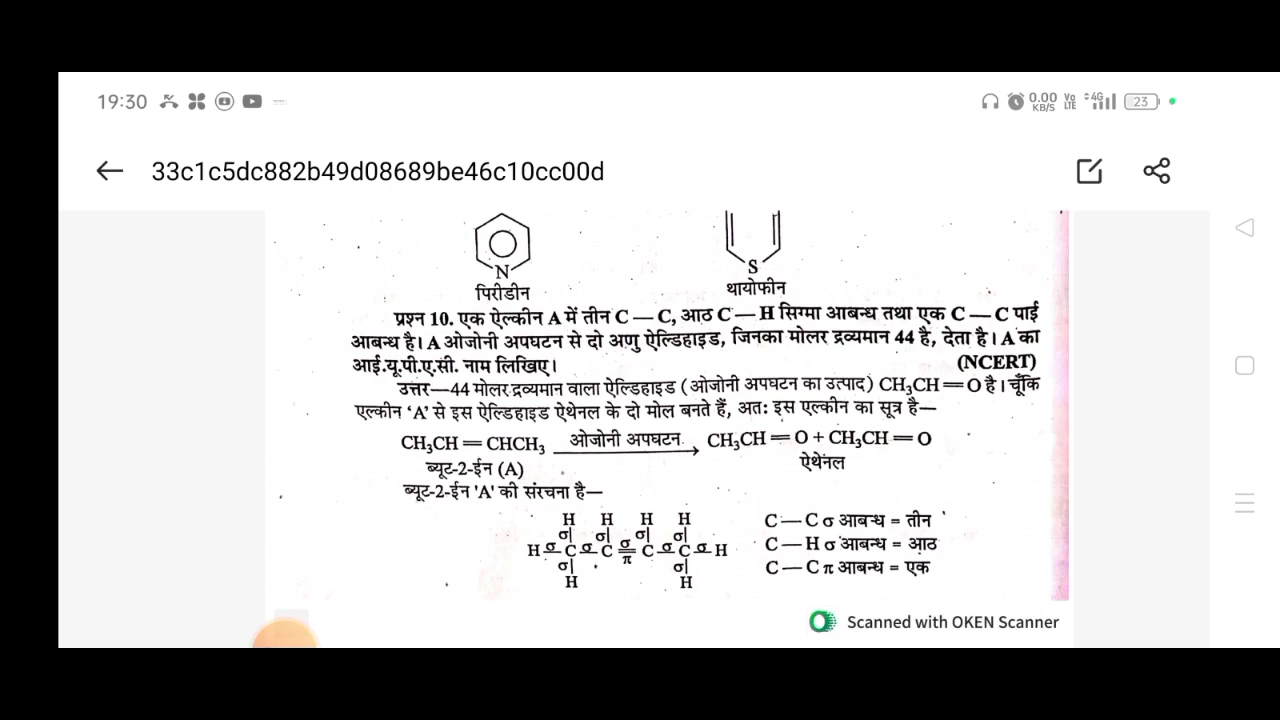 19:30 0.00 KB/S Vo LTE 4G 23
33c1c5dc882b49d08689be46c10cc00d
N S
पिरीडीन थायोफीन
प्रश्न 10. एक ऐल्कीन A में तीन C — C, आठ C — H सिग्मा आबन्ध तथा एक C — C पाई
आबन्ध है। A ओजोनी अपघटन से दो अणु ऐल्डिहाइड, जिनका मोलर द्रव्यमान 44 है, देता है। A का
आई.यू.पी.ए.सी. नाम लिखिए। (NCERT)
उत्तर—44 मोलर द्रव्यमान वाला ऐल्डिहाइड (ओजोनी अपघटन का उत्पाद) CH₃CH = O है। चूँकि
एल्कीन ‘A’ से इस ऐल्डिहाइड ऐथेनल के दो मोल बनते हैं, अतः इस एल्कीन का सूत्र है—
CH₃CH = CHCH₃ ओजोनी अपघटन → CH₃CH = O + CH₃CH = O
ब्यूट-2-ईन (A) ऐथेनल
ब्यूट-2-ईन 'A' की संरचना है—
H H H H C — C σ आबन्ध = तीन
σ| σ| σ| σ|
H σ C σ C σ C σ C σ H C — H σ आबन्ध = आठ
σ| π σ| C — C π आबन्ध = एक
H H
Scanned with OKEN Scanner